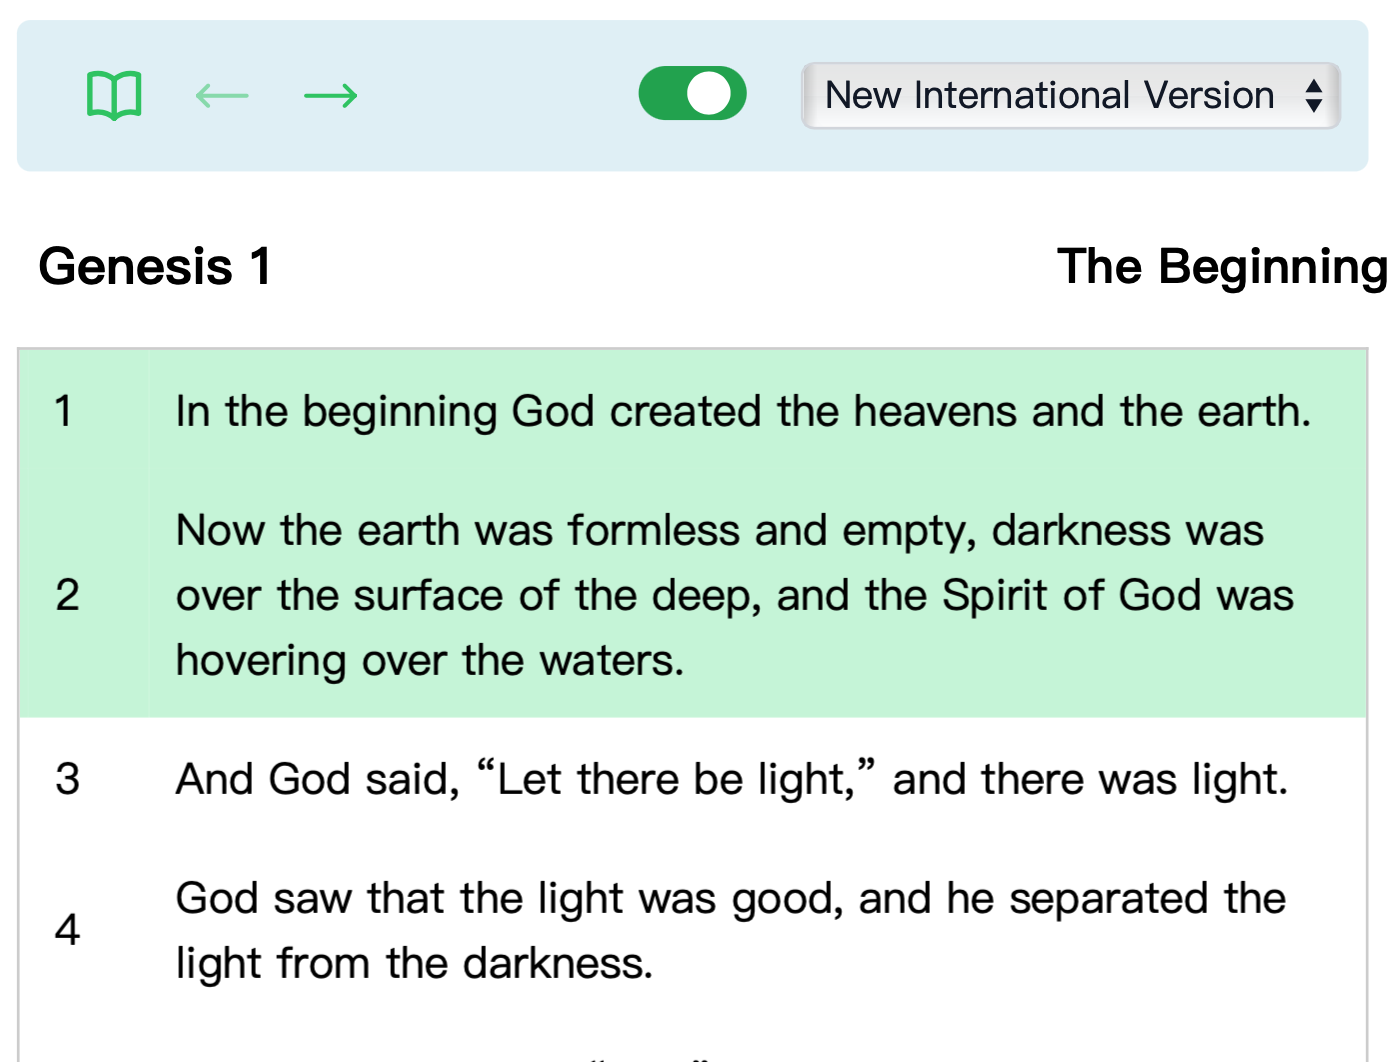 New International Version
Genesis 1
The Beginning
1 In the beginning God created the heavens and the earth.
Now the earth was formless and empty, darkness was
2 over the surface of the deep, and the Spirit of God was
hovering over the waters.
3 And God said, “Let there be light,” and there was light.
God saw that the light was good, and he separated the
4
light from the darkness.